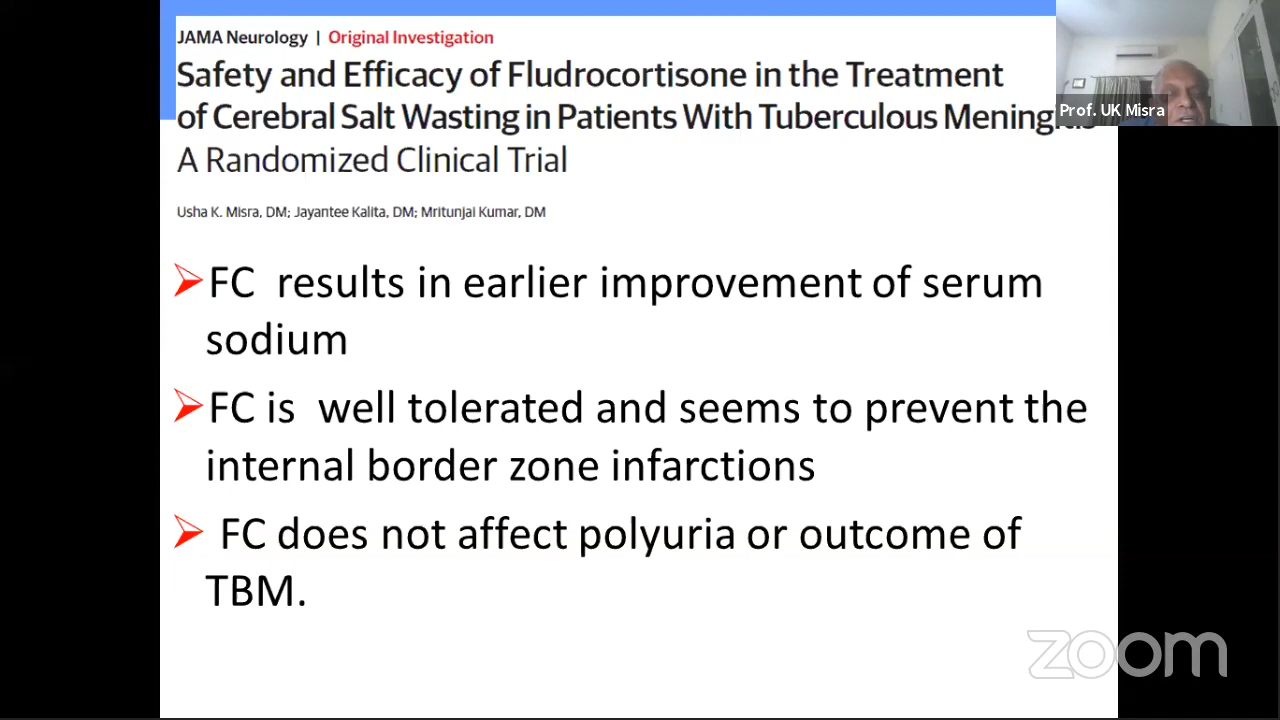 JAMA Neurology | Original Investigation
Safety and Efficacy of Fludrocortisone in the Treatment
of Cerebral Salt Wasting in Patients With Tuberculous
A Randomized Clinical Trial
Usha K. Misra, DM; Jayantee Kalita, DM; Mritunjai Kumar, DM
Prof. UK Misra
➢FC results in earlier improvement of serum
sodium
➢FC is well tolerated and seems to prevent the
internal border zone infarctions
➢ FC does not affect polyuria or outcome of
TBM.
zoom